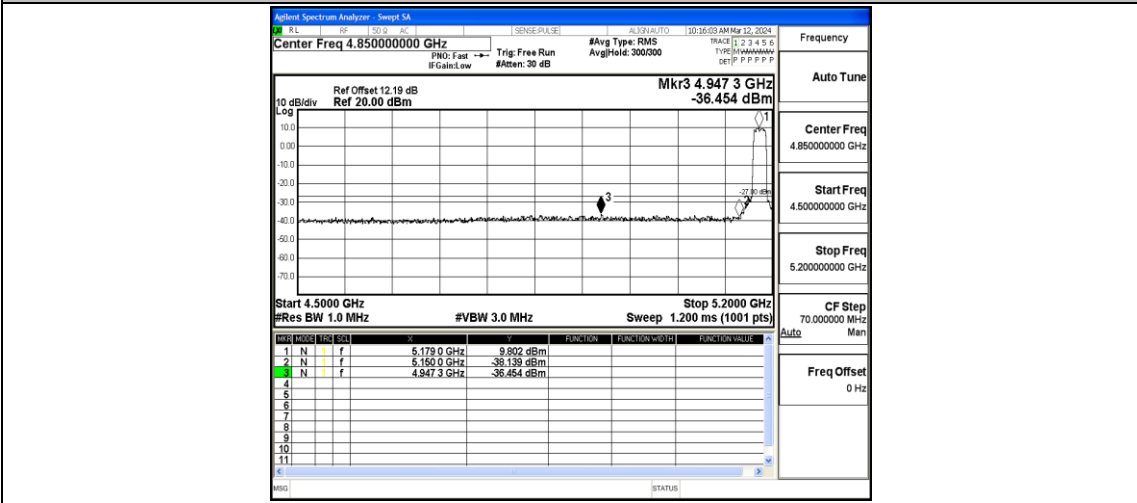 Agilent Spectrum Analyzer - Swept SA
RL RF 50 Ω AC SENSE:PULSE ALIGN AUTO 10:16:03 AM Mar 12, 2024
Center Freq 4.850000000 GHz #Avg Type: RMS TRACE 1 2 3 4 5 6
PNO: Fast Trig: Free Run Avg|Hold: 300/300 TYPE M
IFGain:Low #Atten: 30 dB DET P P P P P P
Mkr3 4.947 3 GHz
Ref Offset 12.19 dB
10 dB/div Ref 20.00 dBm -36.454 dBm
Log
10.0
0.00
-10.0
-20.0
-30.0
-40.0
-50.0
-60.0
-70.0
1
-27.00 dBm
2
3
Start 4.5000 GHz Stop 5.2000 GHz
#Res BW 1.0 MHz #VBW 3.0 MHz Sweep 1.200 ms (1001 pts)
MKR MODE TRC SCL X Y FUNCTION FUNCTION WIDTH FUNCTION VALUE
1 N 1 f 5.179 0 GHz 9.802 dBm
2 N 1 f 5.150 0 GHz -38.139 dBm
3 N 1 f 4.947 3 GHz -36.454 dBm
4
5
6
7
8
9
10
11
MSG STATUS
Frequency
Auto Tune
Center Freq
4.850000000 GHz
Start Freq
4.500000000 GHz
Stop Freq
5.200000000 GHz
CF Step
70.000000 MHz
Auto Man
Freq Offset
0 Hz